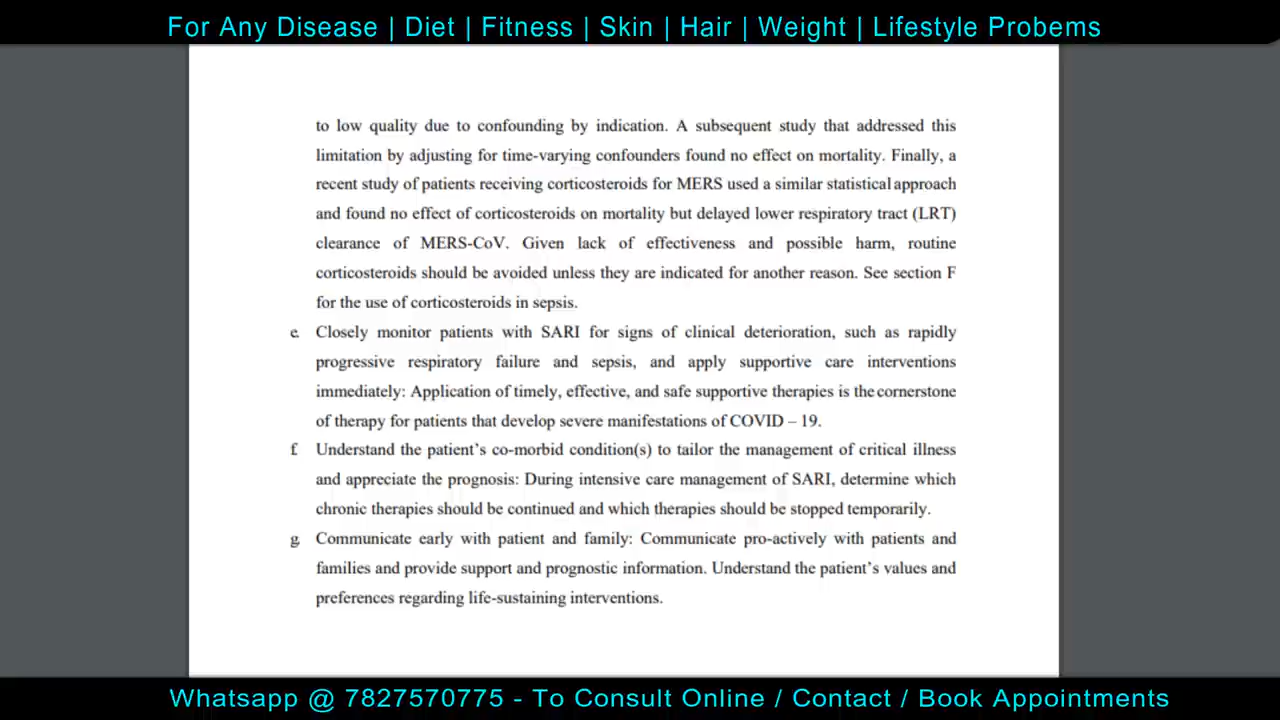 For Any Disease | Diet | Fitness | Skin | Hair | Weight | Lifestyle Probems
to low quality due to confounding by indication. A subsequent study that addressed this
limitation by adjusting for time-varying confounders found no effect on mortality. Finally, a
recent study of patients receiving corticosteroids for MERS used a similar statistical approach
and found no effect of corticosteroids on mortality but delayed lower respiratory tract (LRT)
clearance of MERS-CoV. Given lack of effectiveness and possible harm, routine
corticosteroids should be avoided unless they are indicated for another reason. See section F
for the use of corticosteroids in sepsis.
e. Closely monitor patients with SARI for signs of clinical deterioration, such as rapidly
progressive respiratory failure and sepsis, and apply supportive care interventions
immediately: Application of timely, effective, and safe supportive therapies is the cornerstone
of therapy for patients that develop severe manifestations of COVID – 19.
f. Understand the patient’s co-morbid condition(s) to tailor the management of critical illness
and appreciate the prognosis: During intensive care management of SARI, determine which
chronic therapies should be continued and which therapies should be stopped temporarily.
g. Communicate early with patient and family: Communicate pro-actively with patients and
families and provide support and prognostic information. Understand the patient’s values and
preferences regarding life-sustaining interventions.
Whatsapp @ 7827570775 - To Consult Online / Contact / Book Appointments